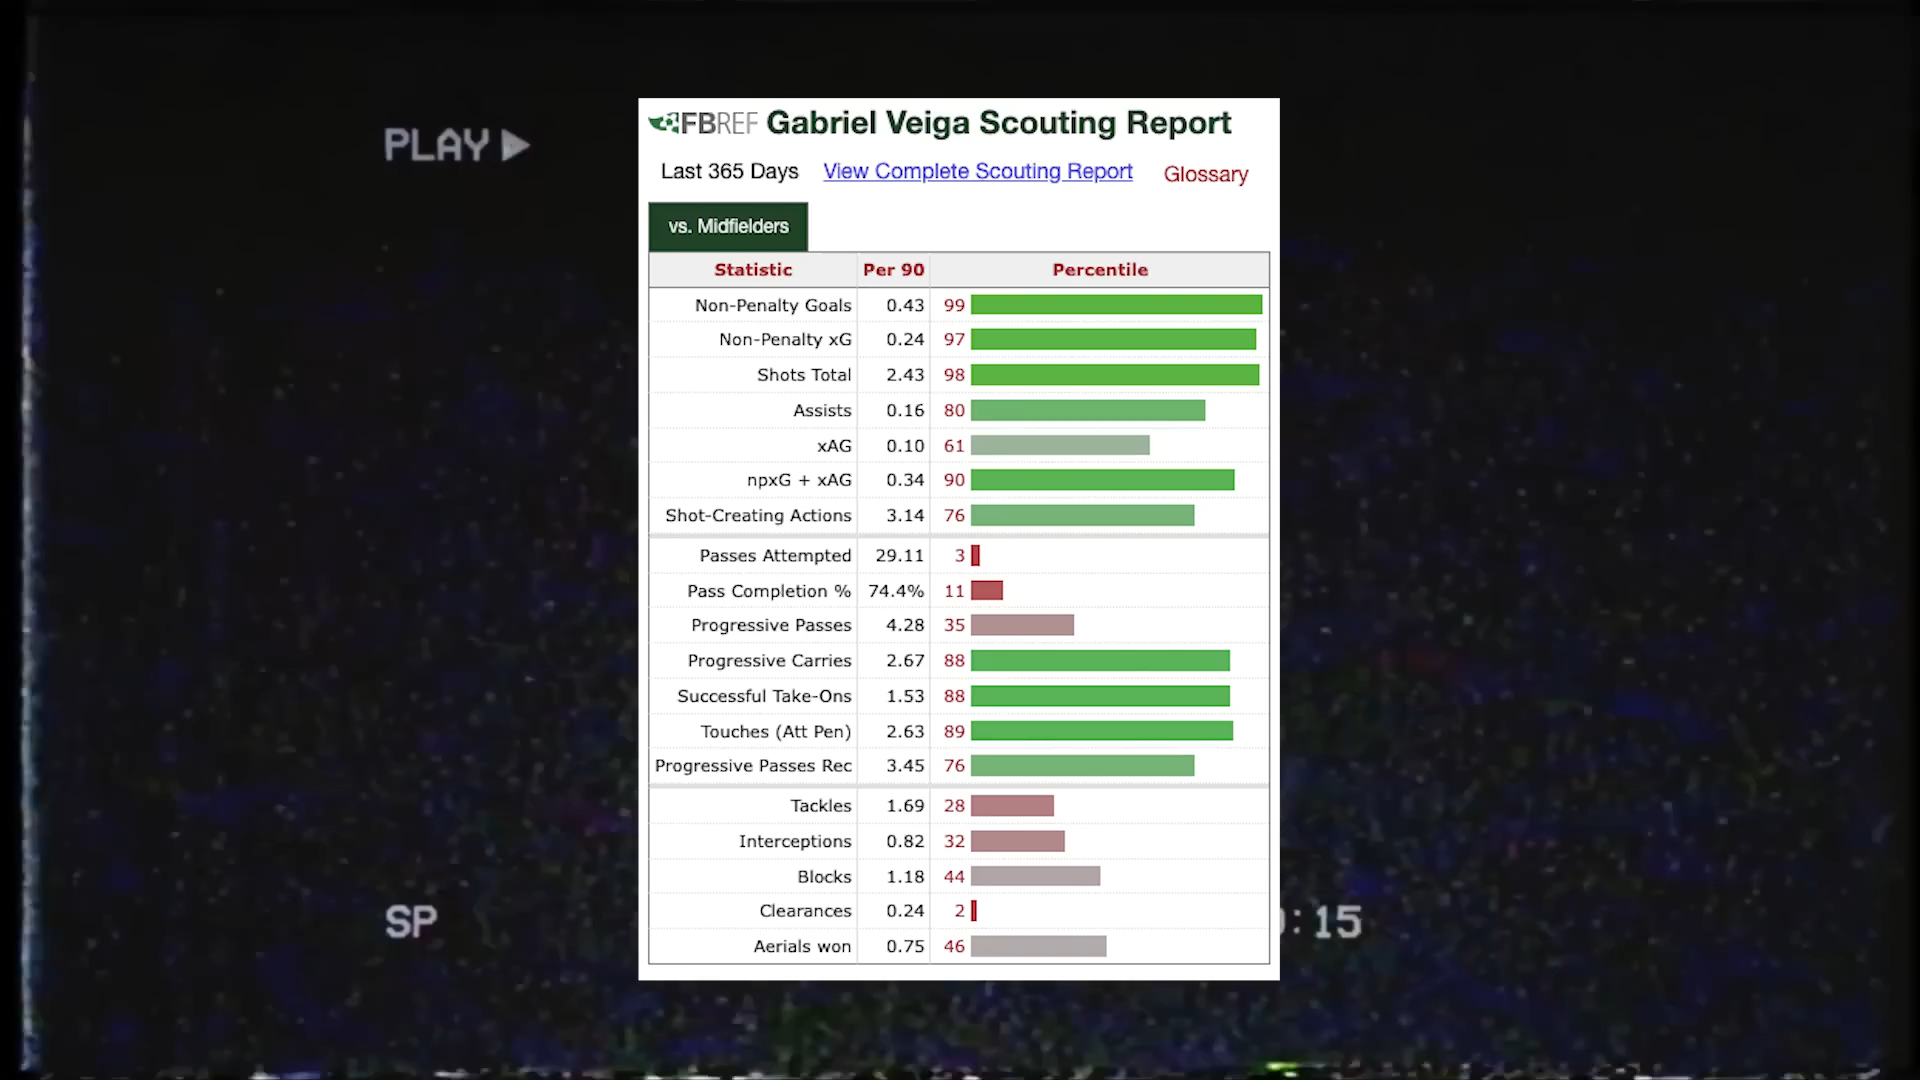 PLAY
FBREF Gabriel Veiga Scouting Report
Last 365 Days View Complete Scouting Report Glossary
vs. Midfielders
Statistic Per 90 Percentile
Non-Penalty Goals 0.43 99
Non-Penalty xG 0.24 97
Shots Total 2.43 98
Assists 0.16 80
xAG 0.10 61
npxG + xAG 0.34 90
Shot-Creating Actions 3.14 76
Passes Attempted 29.11 3
Pass Completion % 74.4% 11
Progressive Passes 4.28 35
Progressive Carries 2.67 88
Successful Take-Ons 1.53 88
Touches (Att Pen) 2.63 89
Progressive Passes Rec 3.45 76
Tackles 1.69 28
Interceptions 0.82 32
Blocks 1.18 44
Clearances 0.24 2
Aerials won 0.75 46
SP
:15